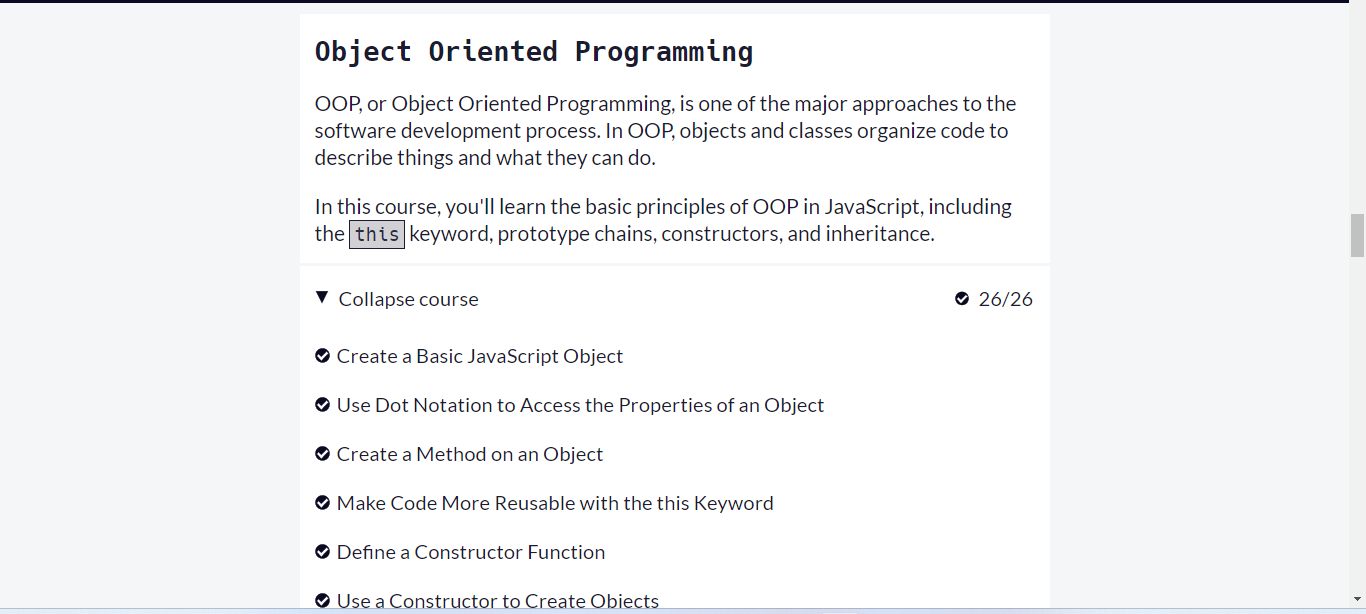 Object Oriented Programming
OOP, or Object Oriented Programming, is one of the major approaches to the
software development process. In OOP, objects and classes organize code to
describe things and what they can do.
In this course, you'll learn the basic principles of OOP in JavaScript, including
the this keyword, prototype chains, constructors, and inheritance.
Collapse course 26/26
Create a Basic JavaScript Object
Use Dot Notation to Access the Properties of an Object
Create a Method on an Object
Make Code More Reusable with the this Keyword
Define a Constructor Function
Use a Constructor to Create Objects